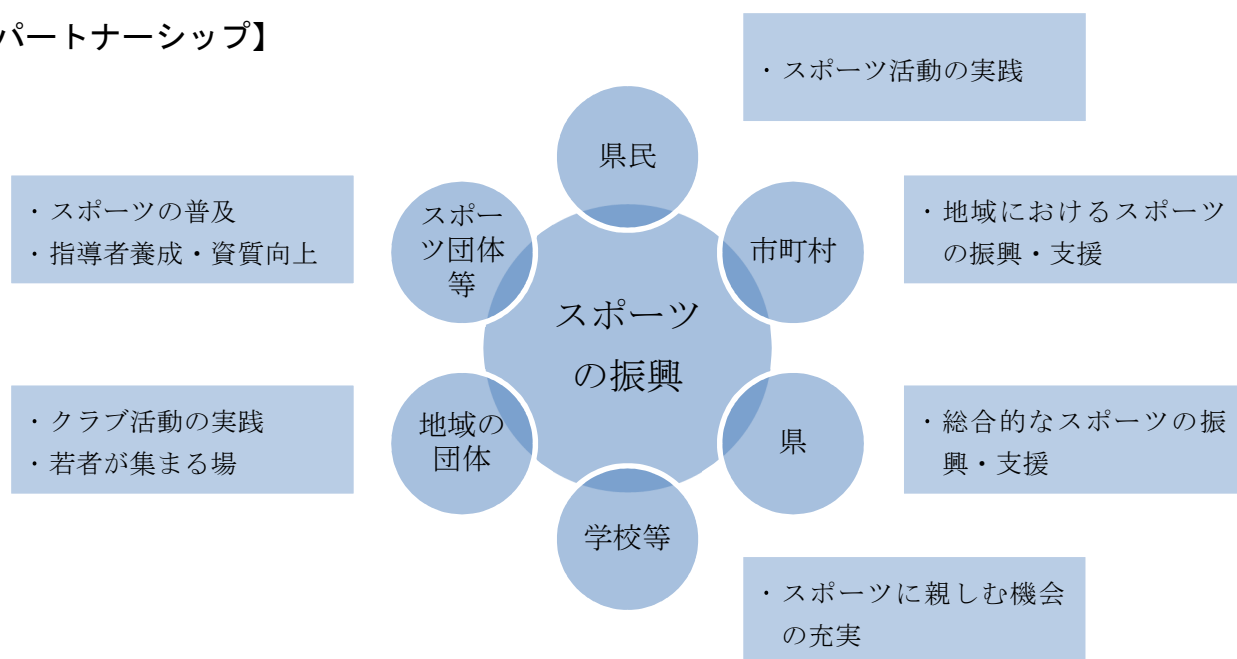 パートナーシップ】
・スポーツ活動の実践
県民
・スポーツの普及
・指導者養成・資質向上
スポー
ツ団体
等
市町村
・地域におけるスポーツ
の振興・支援
スポーツ
の振興
・クラブ活動の実践
・若者が集まる場
地域の
団体
県
・総合的なスポーツの振
興・支援
学校等
・スポーツに親しむ機会
の充実